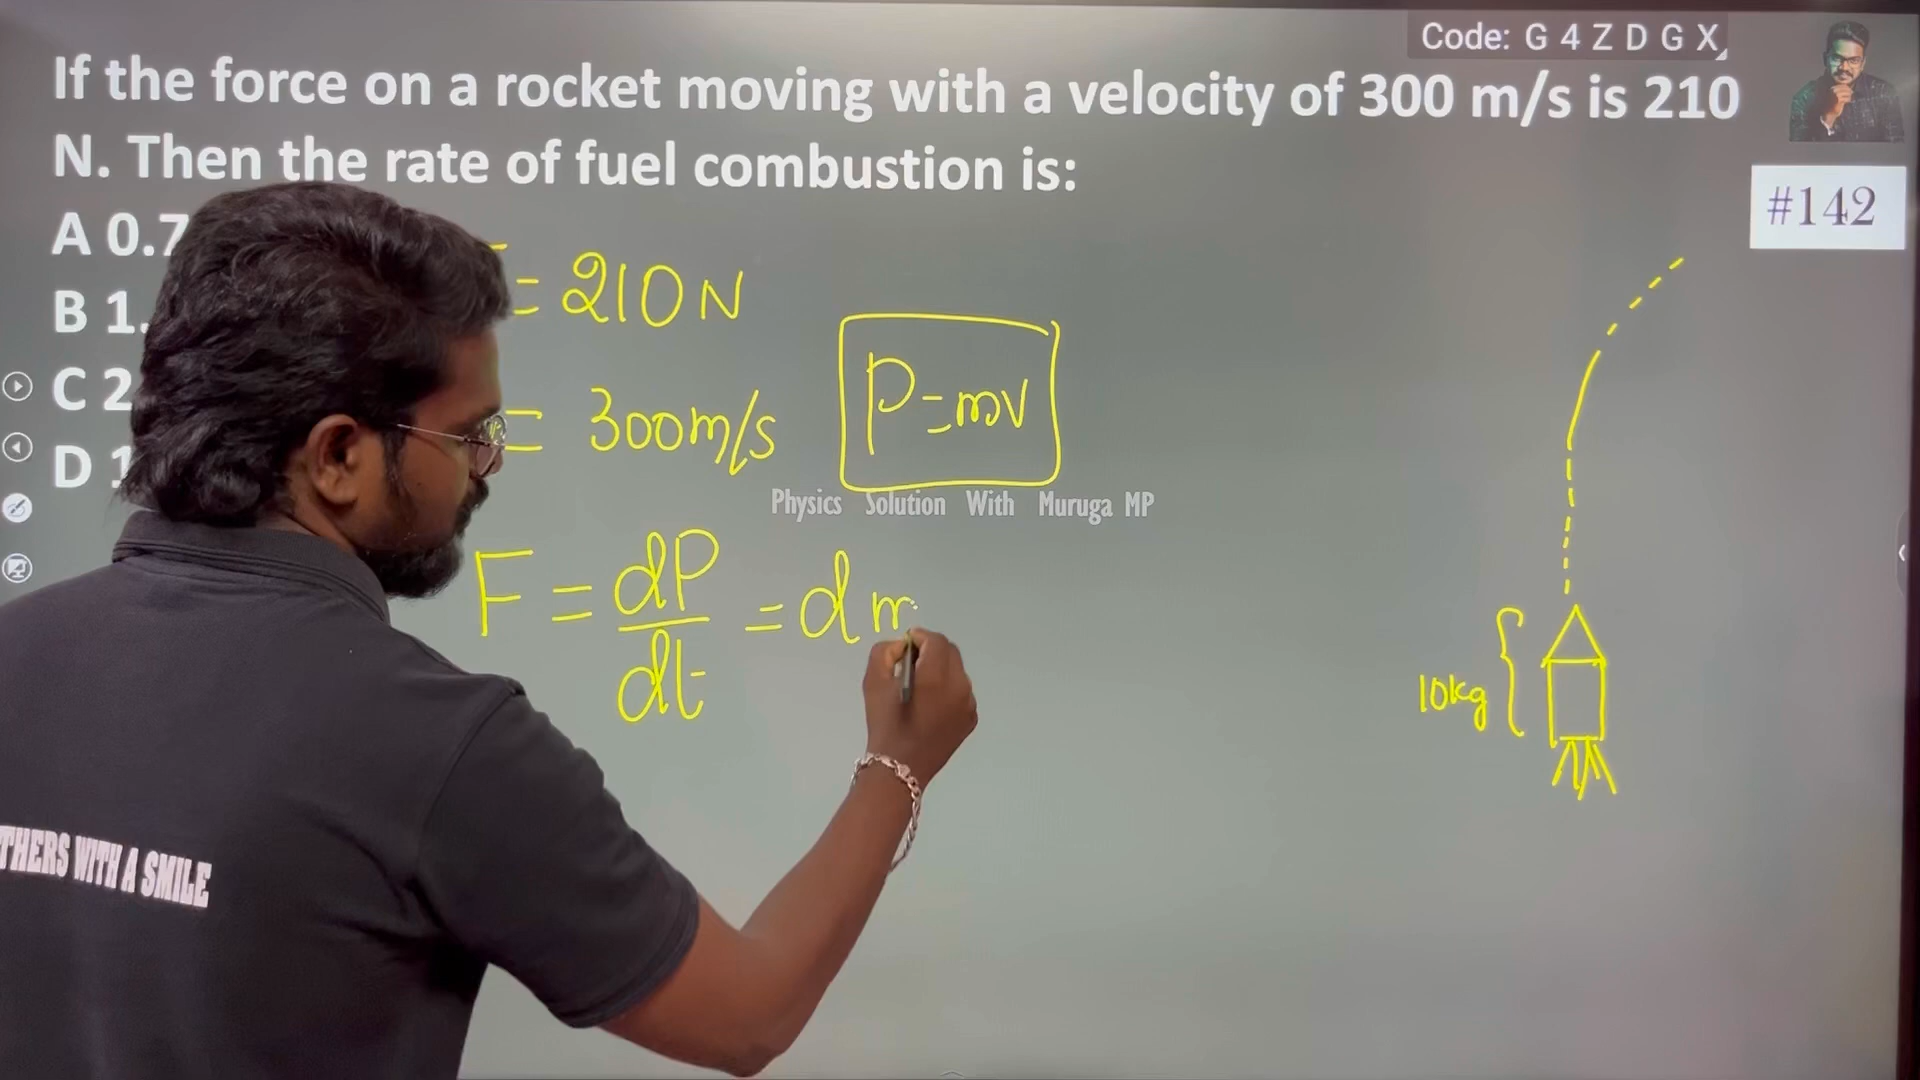 Code: G 4 Z D G X
If the force on a rocket moving with a velocity of 300 m/s is 210
N. Then the rate of fuel combustion is:
#142
A 0.7
B 1.
C 2
D 1
= 210 N
= 300 m/s
P = mv
Physics Solution With Muruga MP
F = dP/dt = dm
10kg
THERS WITH A SMILE